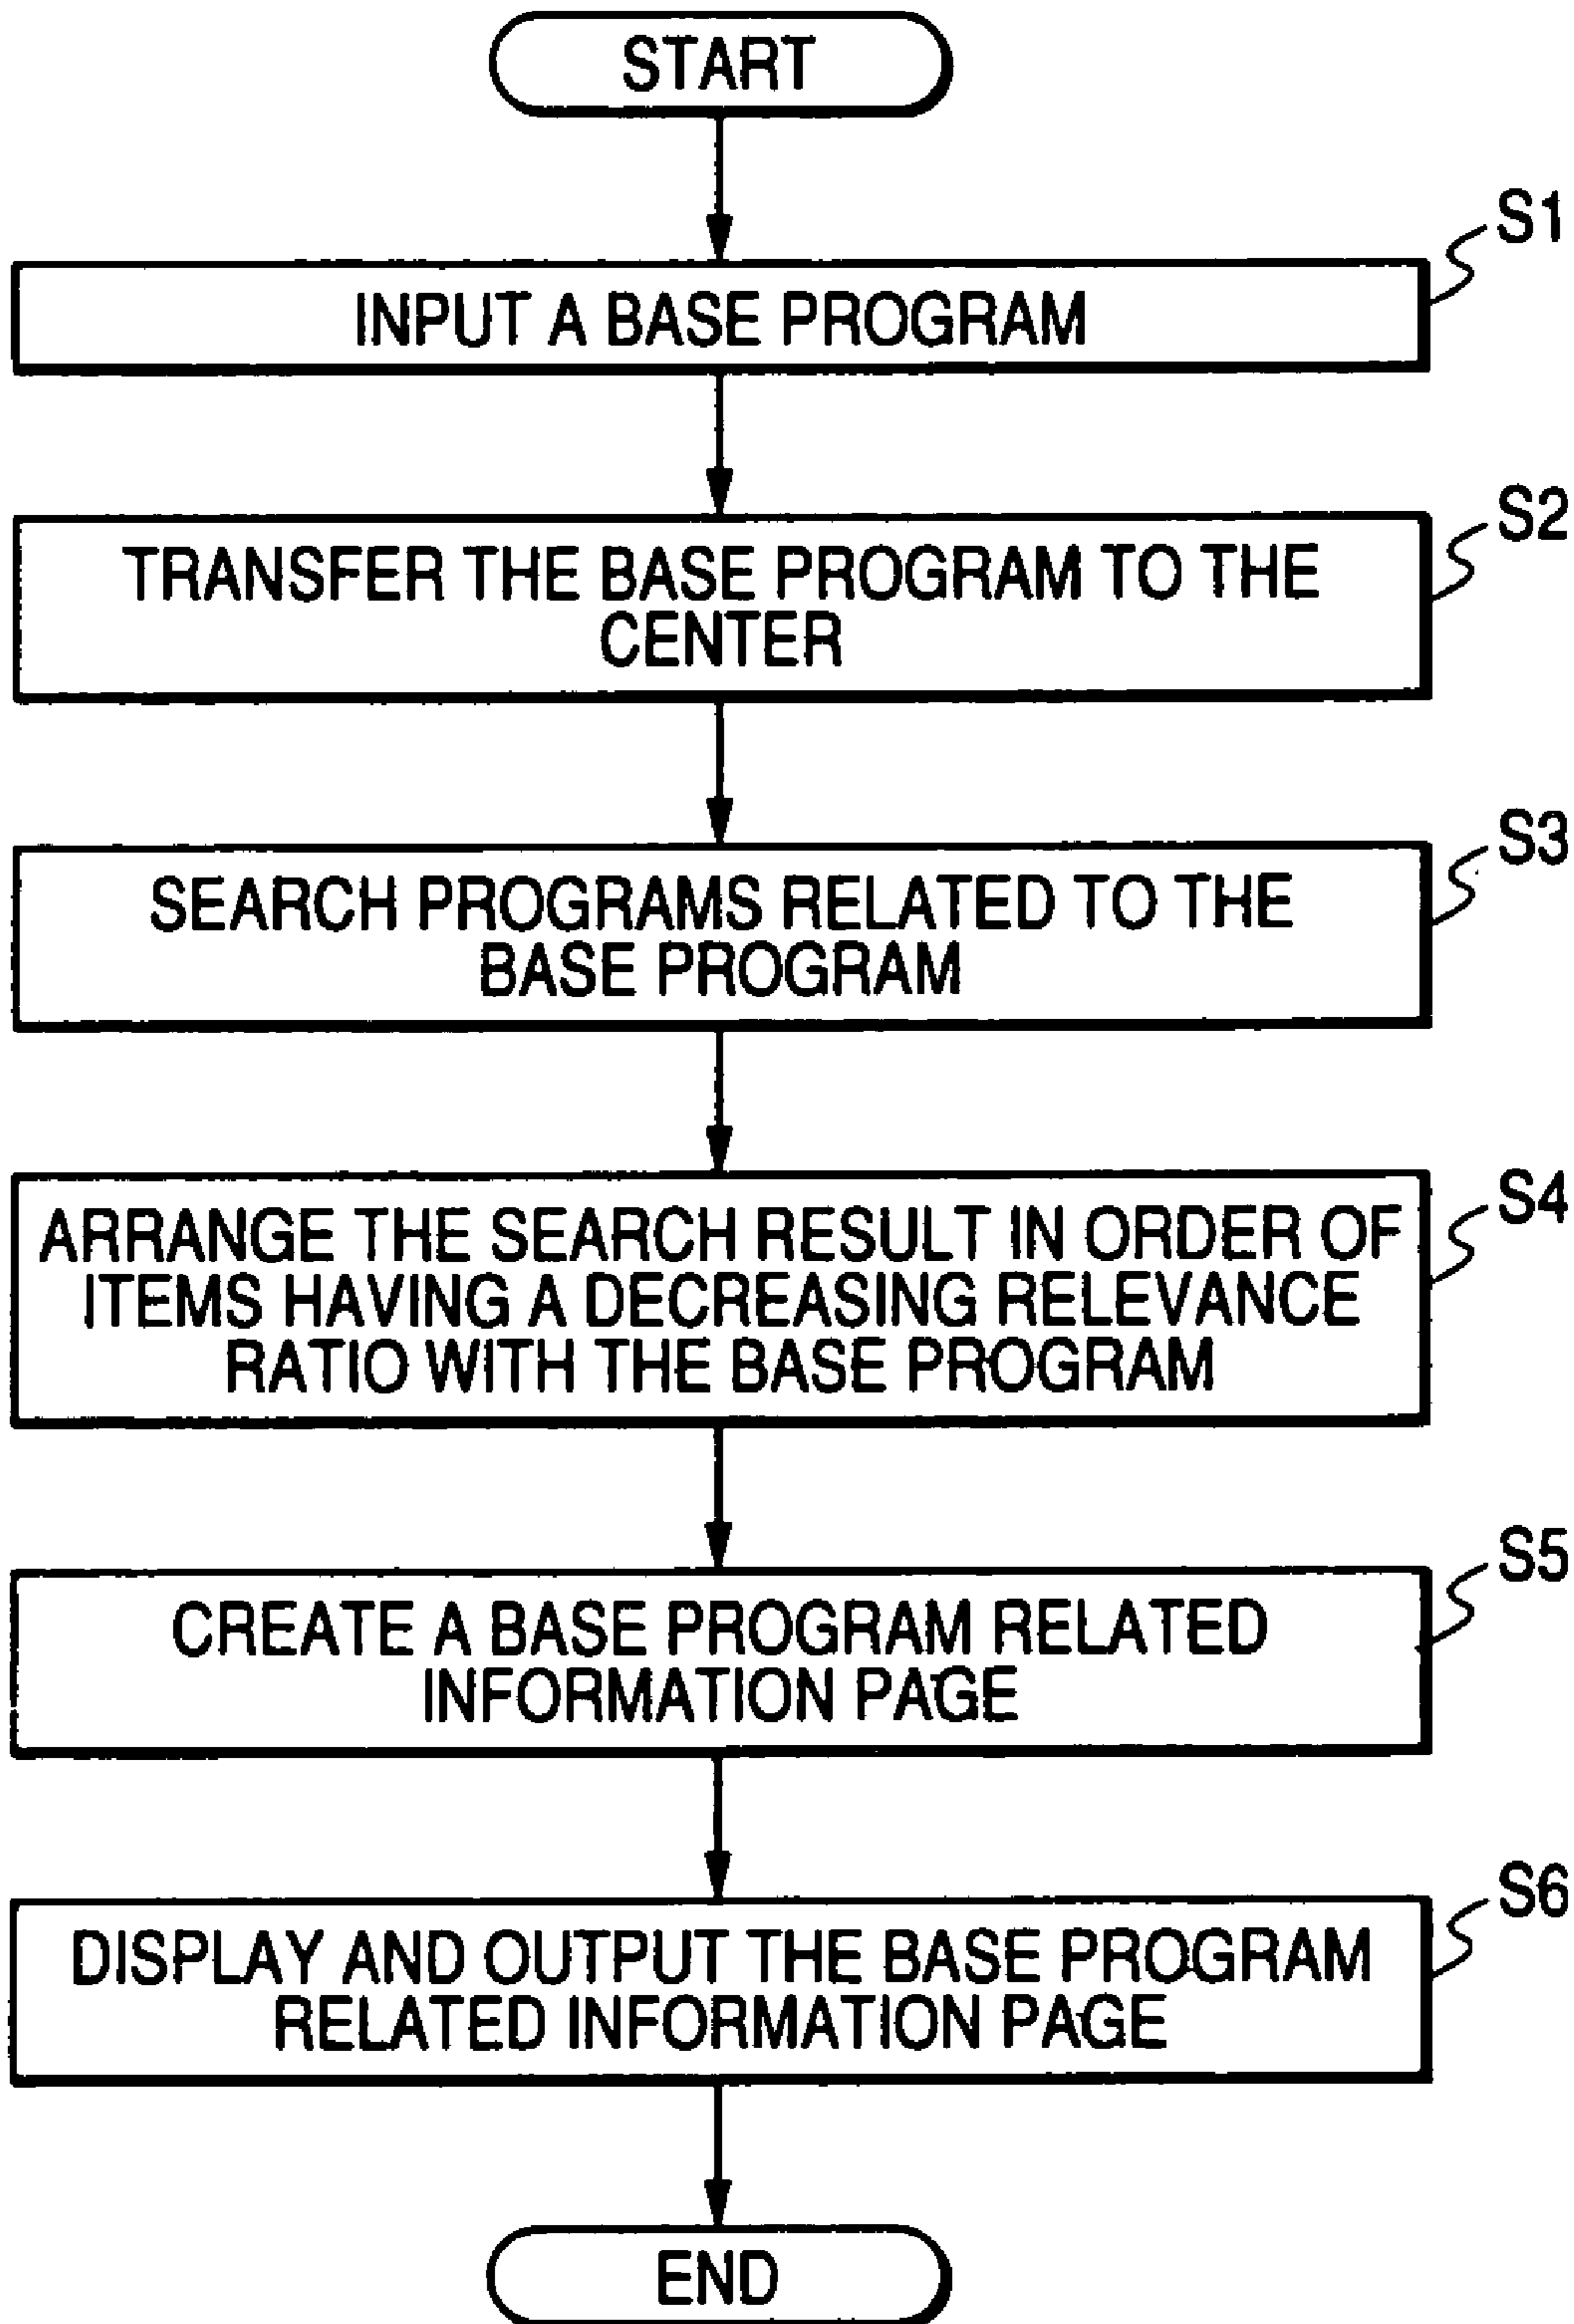 START
S1
INPUT A BASE PROGRAM
S2
TRANSFER THE BASE PROGRAM TO THE
CENTER
S3
SEARCH PROGRAMS RELATED TO THE
BASE PROGRAM
S4
ARRANGE THE SEARCH RESULT IN ORDER OF
ITEMS HAVING A DECREASING RELEVANCE
RATIO WITH THE BASE PROGRAM
S5
CREATE A BASE PROGRAM RELATED
INFORMATION PAGE
S6
DISPLAY AND OUTPUT THE BASE PROGRAM
RELATED INFORMATION PAGE
END